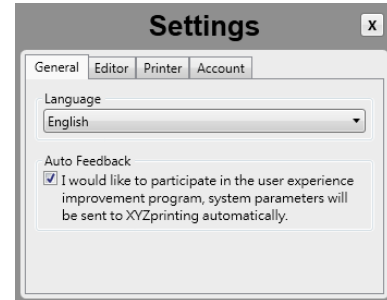 Settings
x
General Editor Printer Account
Language
English
Auto Feedback
I would like to participate in the user experience
improvement program, system parameters will
be sent to XYZprinting automatically.